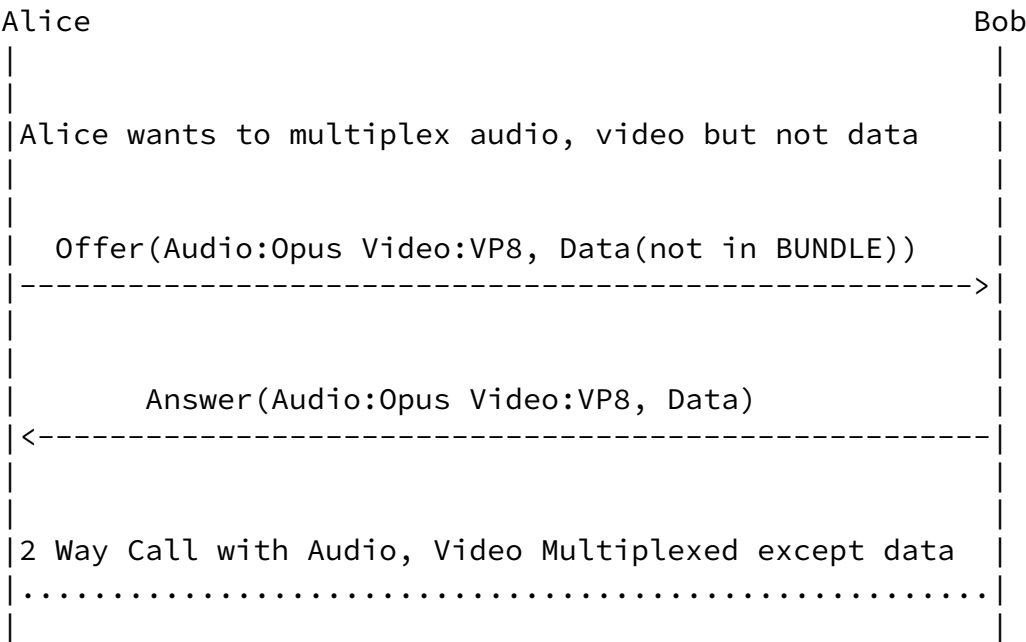 Alice Bob
Alice wants to multiplex audio, video but not data
Offer(Audio:Opus Video:VP8, Data(not in BUNDLE))
Answer(Audio:Opus Video:VP8, Data)
2 Way Call with Audio, Video Multiplexed except data